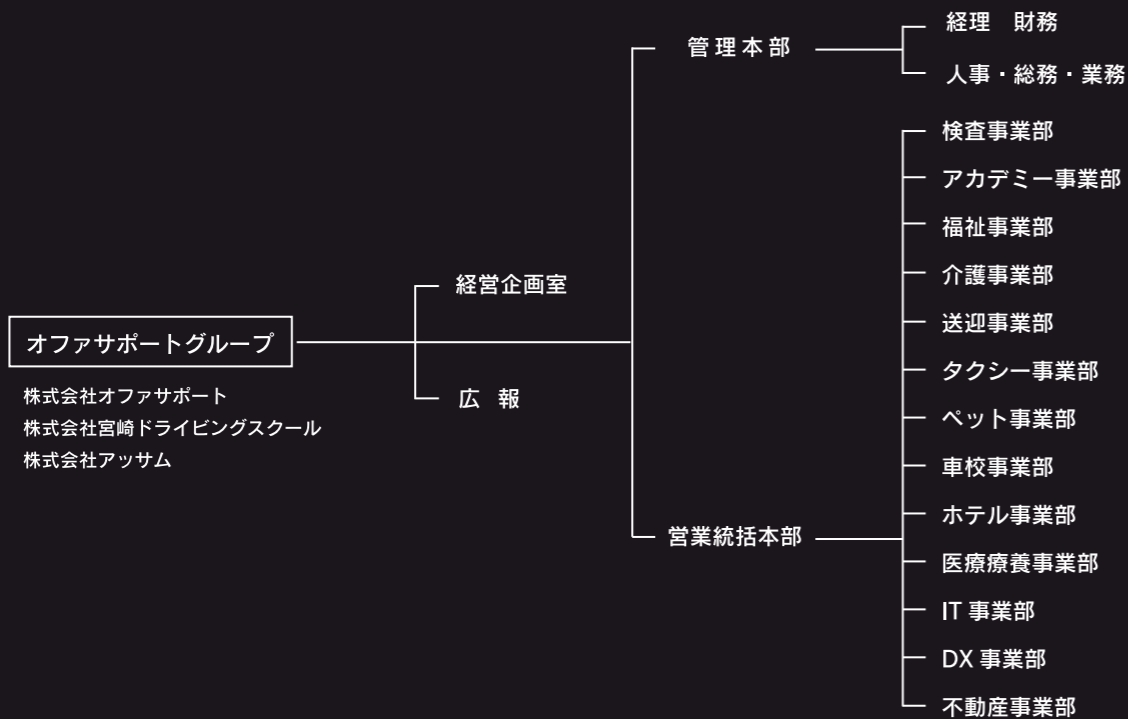 オファサポートグループ
株式会社オファサポート
株式会社宮崎ドライビングスクール
株式会社アッサム
経営企画室
広 報
管理本部
経理　財務
人事・総務・業務
営業統括本部
検査事業部
アカデミー事業部
福祉事業部
介護事業部
送迎事業部
タクシー事業部
ペット事業部
車校事業部
ホテル事業部
医療療養事業部
IT 事業部
DX 事業部
不動産事業部